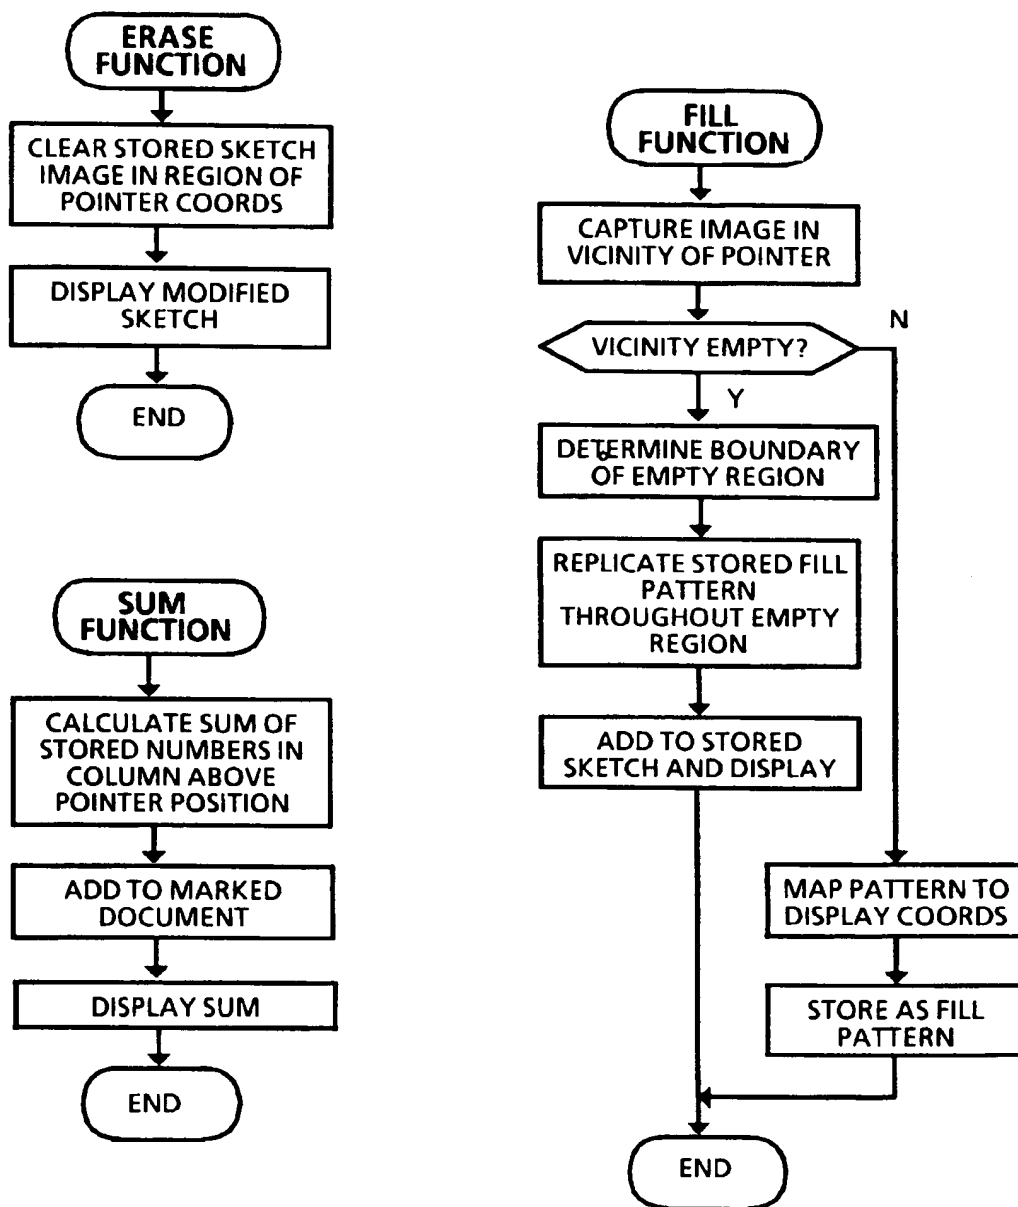 ERASE
FUNCTION
CLEAR STORED SKETCH
IMAGE IN REGION OF
POINTER COORDS
DISPLAY MODIFIED
SKETCH
END
SUM
FUNCTION
CALCULATE SUM OF
STORED NUMBERS IN
COLUMN ABOVE
POINTER POSITION
ADD TO MARKED
DOCUMENT
DISPLAY SUM
END
FILL
FUNCTION
CAPTURE IMAGE IN
VICINITY OF POINTER
VICINITY EMPTY?
N
Y
DETERMINE BOUNDARY
OF EMPTY REGION
REPLICATE STORED FILL
PATTERN
THROUGHOUT EMPTY
REGION
ADD TO STORED
SKETCH AND DISPLAY
MAP PATTERN TO
DISPLAY COORDS
STORE AS FILL
PATTERN
END